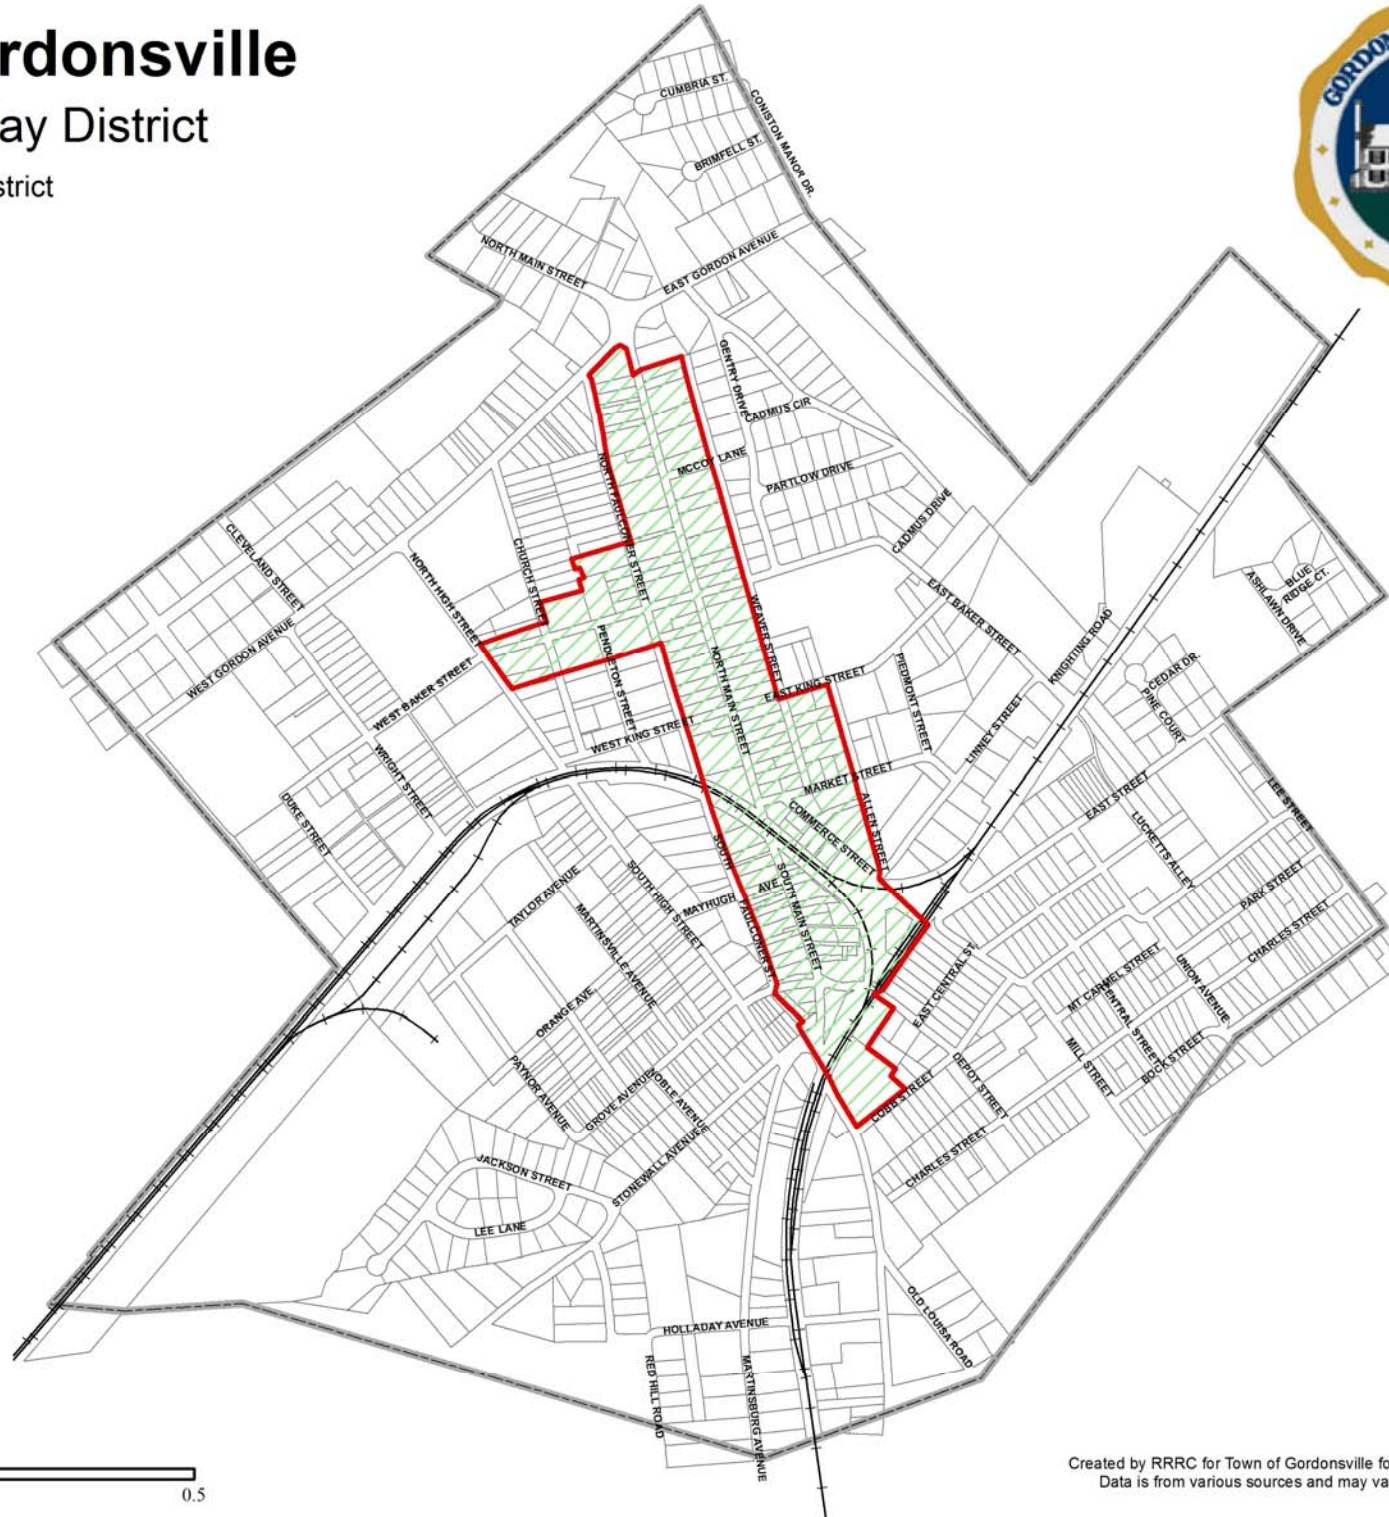 rdonsville
ay District
strict
GORDON
CUMBRIA ST.
CONISTON MANOR DR.
BRIMFELL ST.
NORTH MAIN STREET
EAST GORDON AVENUE
GENTRY DRIVE
CADMUS CIR
MCCOY LANE
PARTLOW DRIVE
NORTH FAULCONER STREET
CADMUS DRIVE
CLEVELAND STREET
CHURCH STREET
NORTH HIGH STREET
EAST BAKER STREET
BLUE
RIDGE CT.
ASHLAWN DRIVE
WEAVER STREET
KNIGHTING ROAD
WEST GORDON AVENUE
PENDLETON STREET
NORTH MAIN STREET
PIEDMONT STREET
CEDAR DR.
PINE COURT
WEST BAKER STREET
EAST KING STREET
LINNEY STREET
WEST KING STREET
WRIGHT STREET
MARKET STREET
EAST STREET
LEE STREET
DUKE STREET
COMMERCE STREET
ALLEN STREET
LUCKETTS ALLEY
SOUTH FAULCONER ST.
TAYLOR AVENUE
SOUTH HIGH STREET
MAYHUGH AVE.
SOUTH MAIN STREET
PARK STREET
MARTINSVILLE AVENUE
CHARLES STREET
EAST CENTRAL ST.
MT CARMEL STREET
UNION AVENUE
ORANGE AVE.
CENTRAL STREET
MILL STREET
BOCK STREET
PAYNOR AVENUE
GROVE AVENUE
NOBLE AVENUE
DEPOT STREET
COBB STREET
STONEWALL AVENUE
CHARLES STREET
JACKSON STREET
LEE LANE
OLD LOUISA ROAD
HOLLADAY AVENUE
RED HILL ROAD
MARTINSBURG AVENUE
0.5
Created by RRRC for Town of Gordonsville fo
Data is from various sources and may va